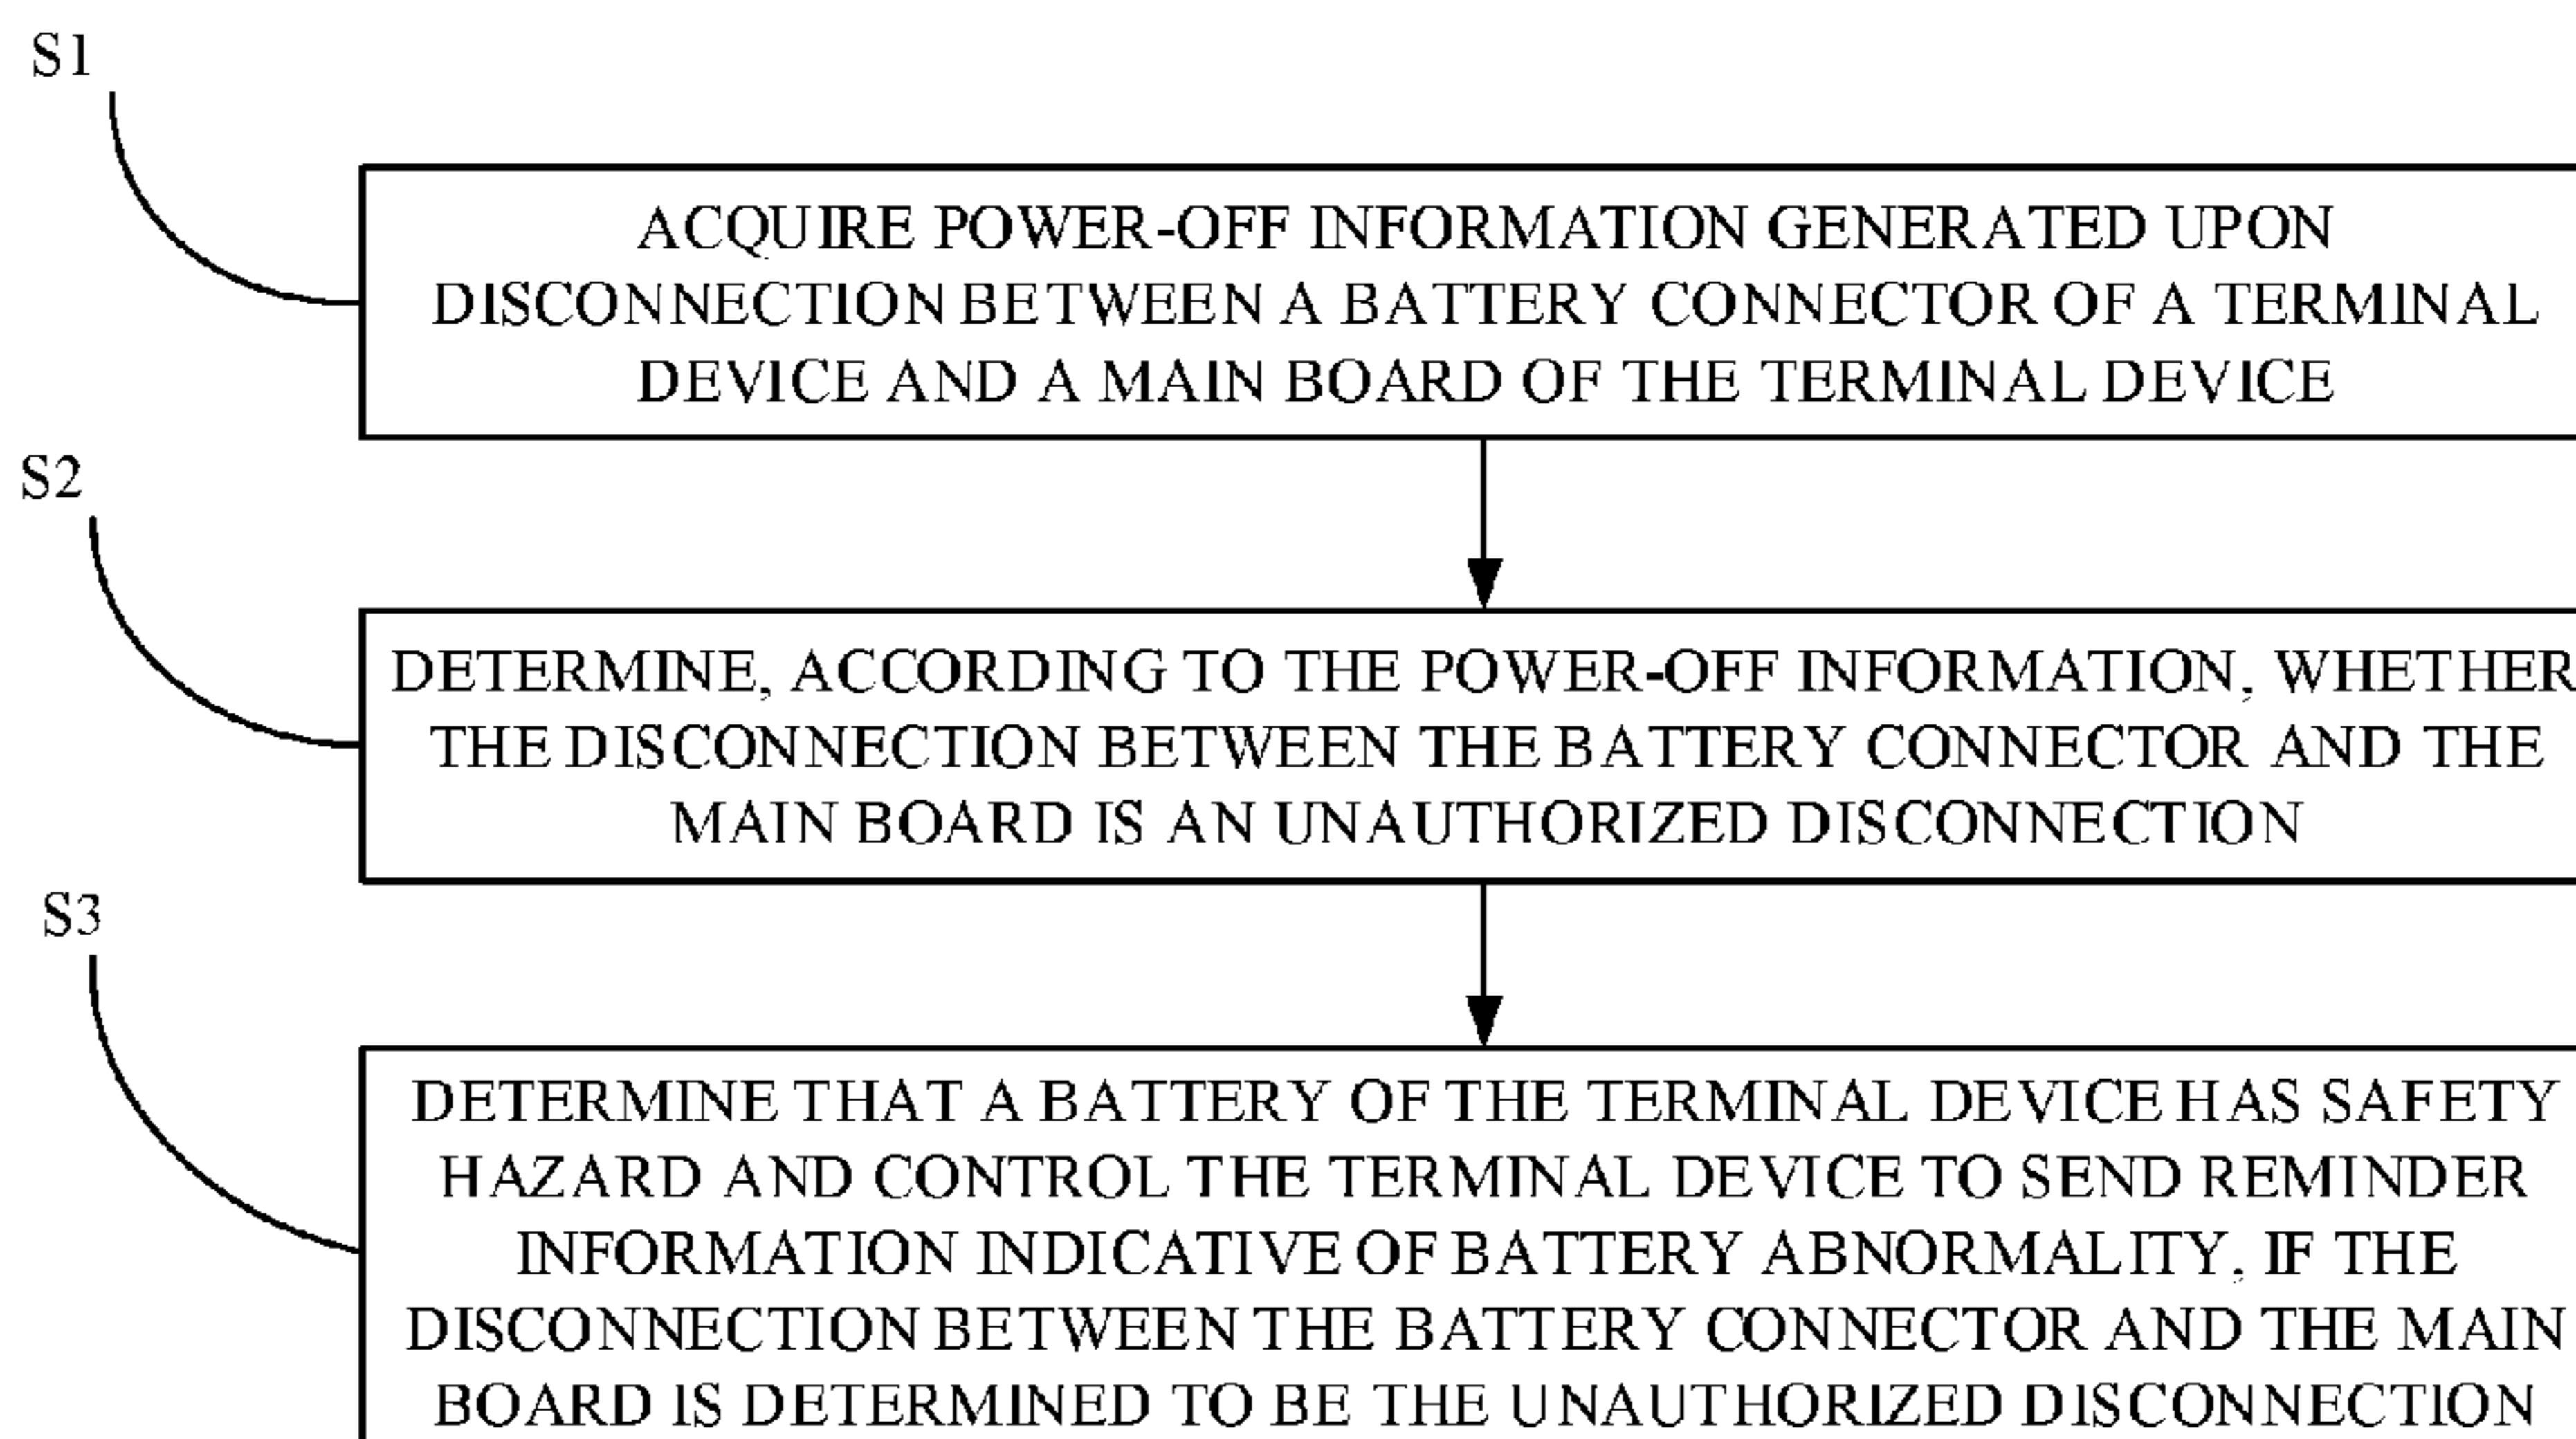 S1
ACQUIRE POWER-OFF INFORMATION GENERATED UPON
DISCONNECTION BETWEEN A BATTERY CONNECTOR OF A TERMINAL
DEVICE AND A MAIN BOARD OF THE TERMINAL DEVICE
S2
DETERMINE, ACCORDING TO THE POWER-OFF INFORMATION, WHETHER
THE DISCONNECTION BETWEEN THE BATTERY CONNECTOR AND THE
MAIN BOARD IS AN UNAUTHORIZED DISCONNECTION
S3
DETERMINE THAT A BATTERY OF THE TERMINAL DEVICE HAS SAFETY
HAZARD AND CONTROL THE TERMINAL DEVICE TO SEND REMINDER
INFORMATION INDICATIVE OF BATTERY ABNORMALITY, IF THE
DISCONNECTION BETWEEN THE BATTERY CONNECTOR AND THE MAIN
BOARD IS DETERMINED TO BE THE UNAUTHORIZED DISCONNECTION